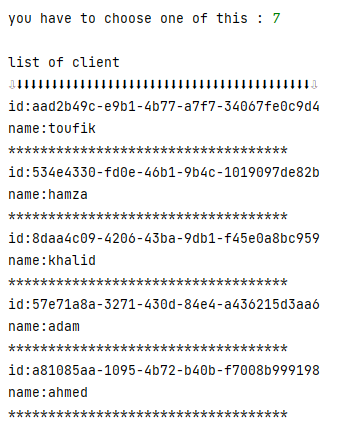 you have to choose one of this : 7
list of client
⇩⬇⬇⬇⬇⬇⬇⬇⬇⬇⬇⬇⬇⬇⬇⬇⬇⬇⬇⬇⬇⬇⬇⬇⬇⬇⬇⬇⬇⬇⬇⬇⬇⬇⬇⬇⬇⬇⬇⬇⬇⬇⬇⇩
id:aad2b49c-e9b1-4b77-a7f7-34067fe0c9d4
name:toufik
***********************************
id:534e4330-fd0e-46b1-9b4c-1019097de82b
name:hamza
***********************************
id:8daa4c09-4206-43ba-9db1-f45e0a8bc959
name:khalid
***********************************
id:57e71a8a-3271-430d-84e4-a436215d3aa6
name:adam
***********************************
id:a81085aa-1095-4b72-b40b-f7008b999198
name:ahmed
***********************************